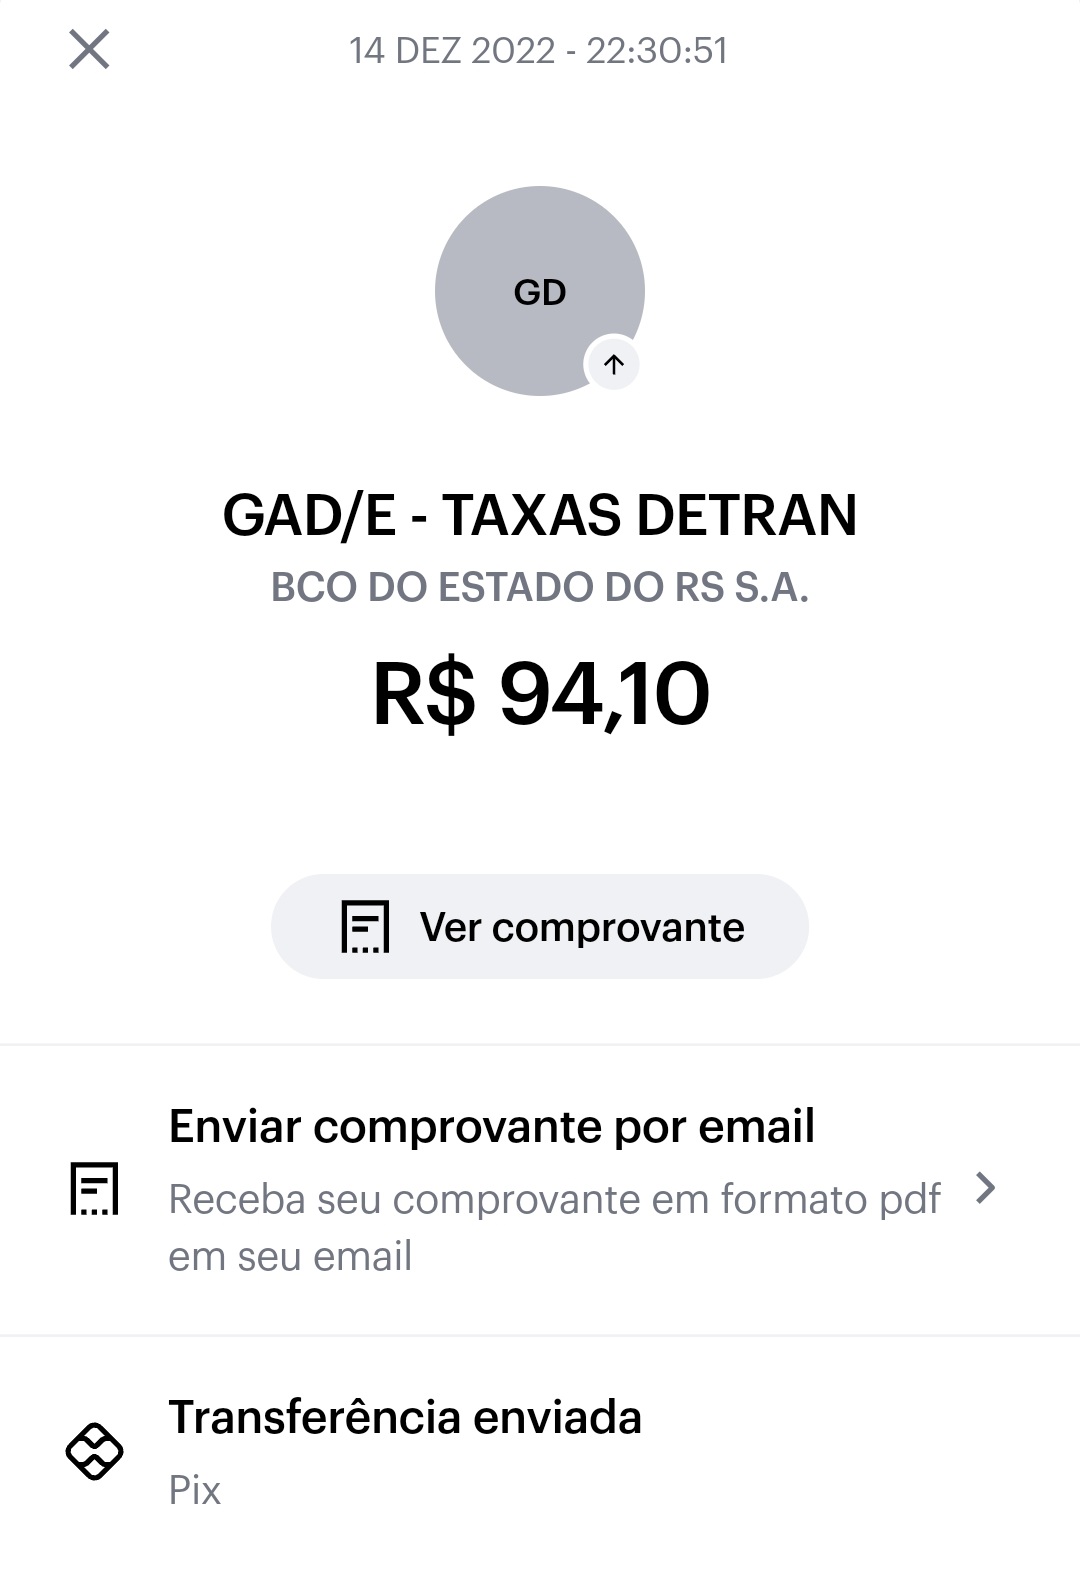 14 DEZ 2022 - 22:30:51
GD
GAD/E - TAXAS DETRAN
BCO DO ESTADO DO RS S.A.
R$ 94,10
Ver comprovante
Enviar comprovante por email
Receba seu comprovante em formato pdf
em seu email
Transferência enviada
Pix